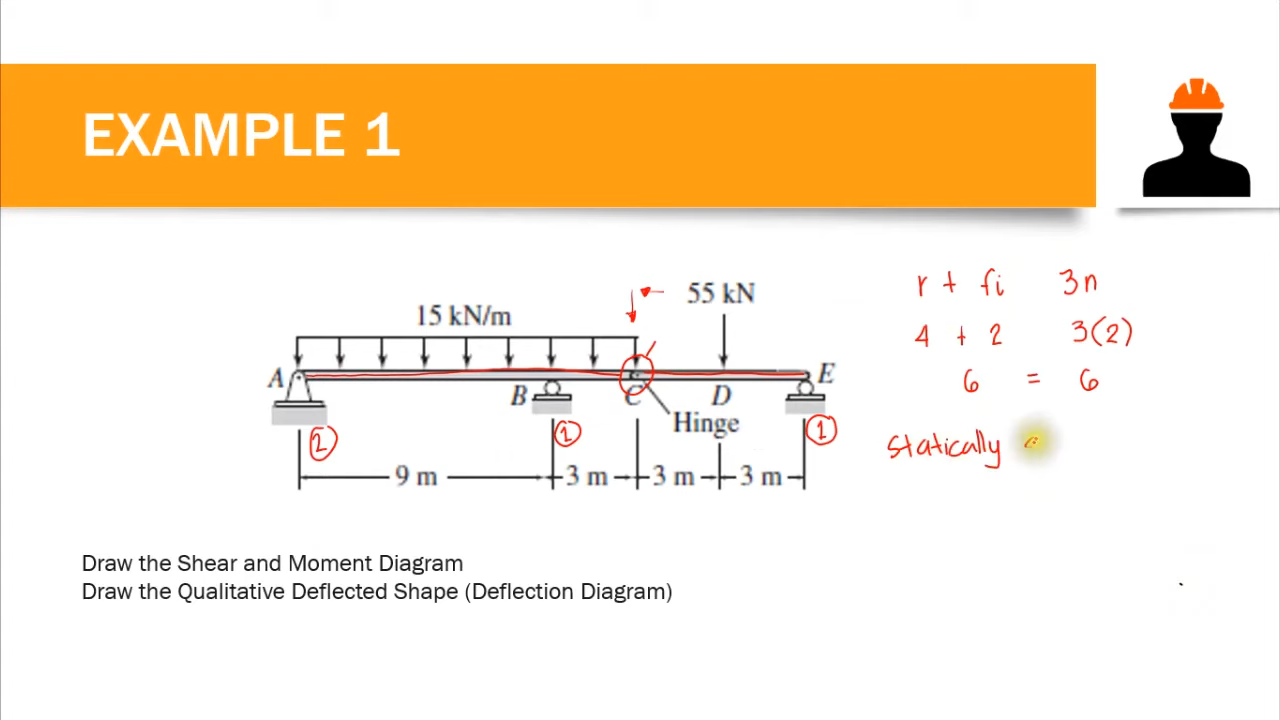 EXAMPLE 1
r + fi 3n
55 kN
15 kN/m
4 + 2 3(2)
A E
6 = 6
B C D
Hinge
2 1 1
Statically
9 m 3 m 3 m 3 m
Draw the Shear and Moment Diagram
Draw the Qualitative Deflected Shape (Deflection Diagram)